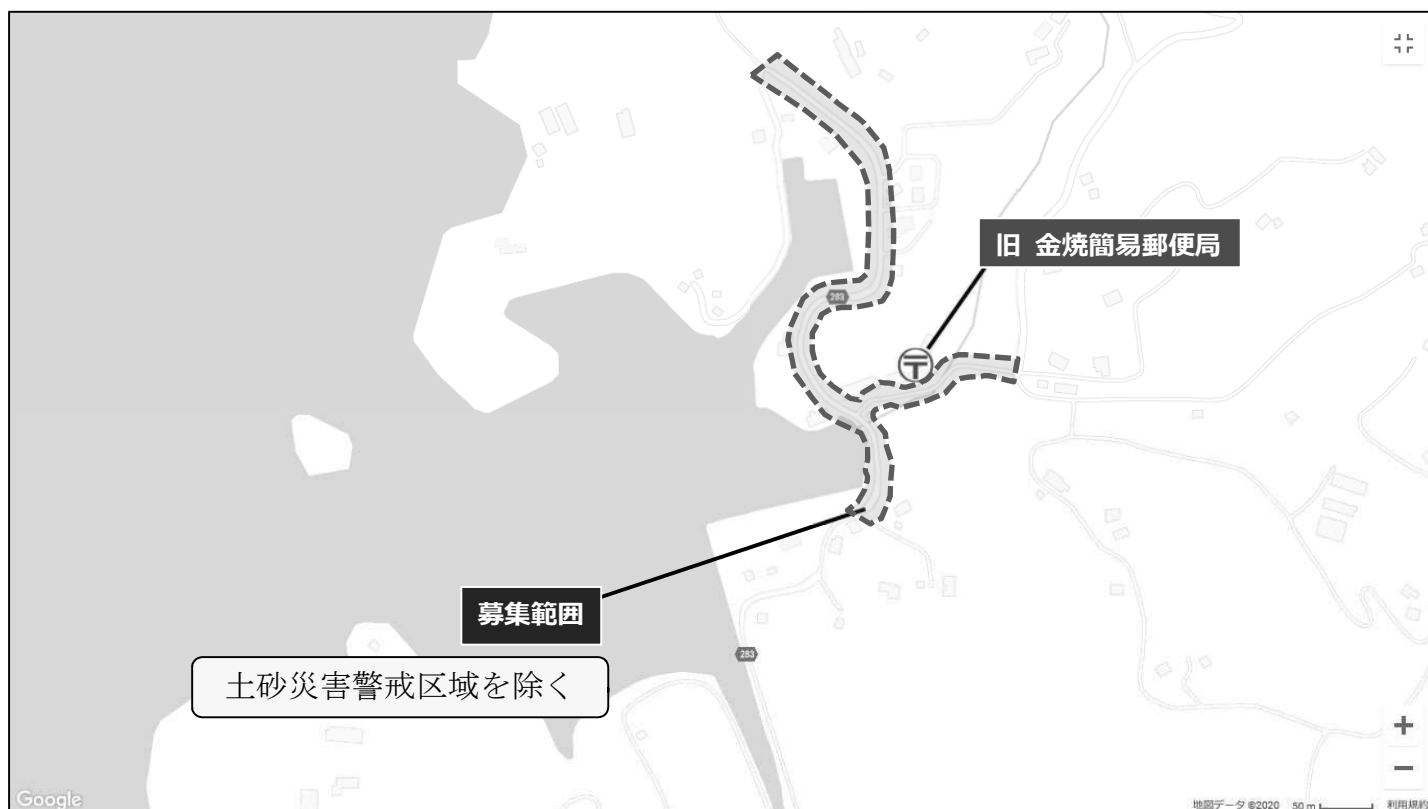 旧 金焼簡易郵便局
283
募集範囲
土砂災害警戒区域を除く
283
Google
地図データ ©2020 50 m 利用規約